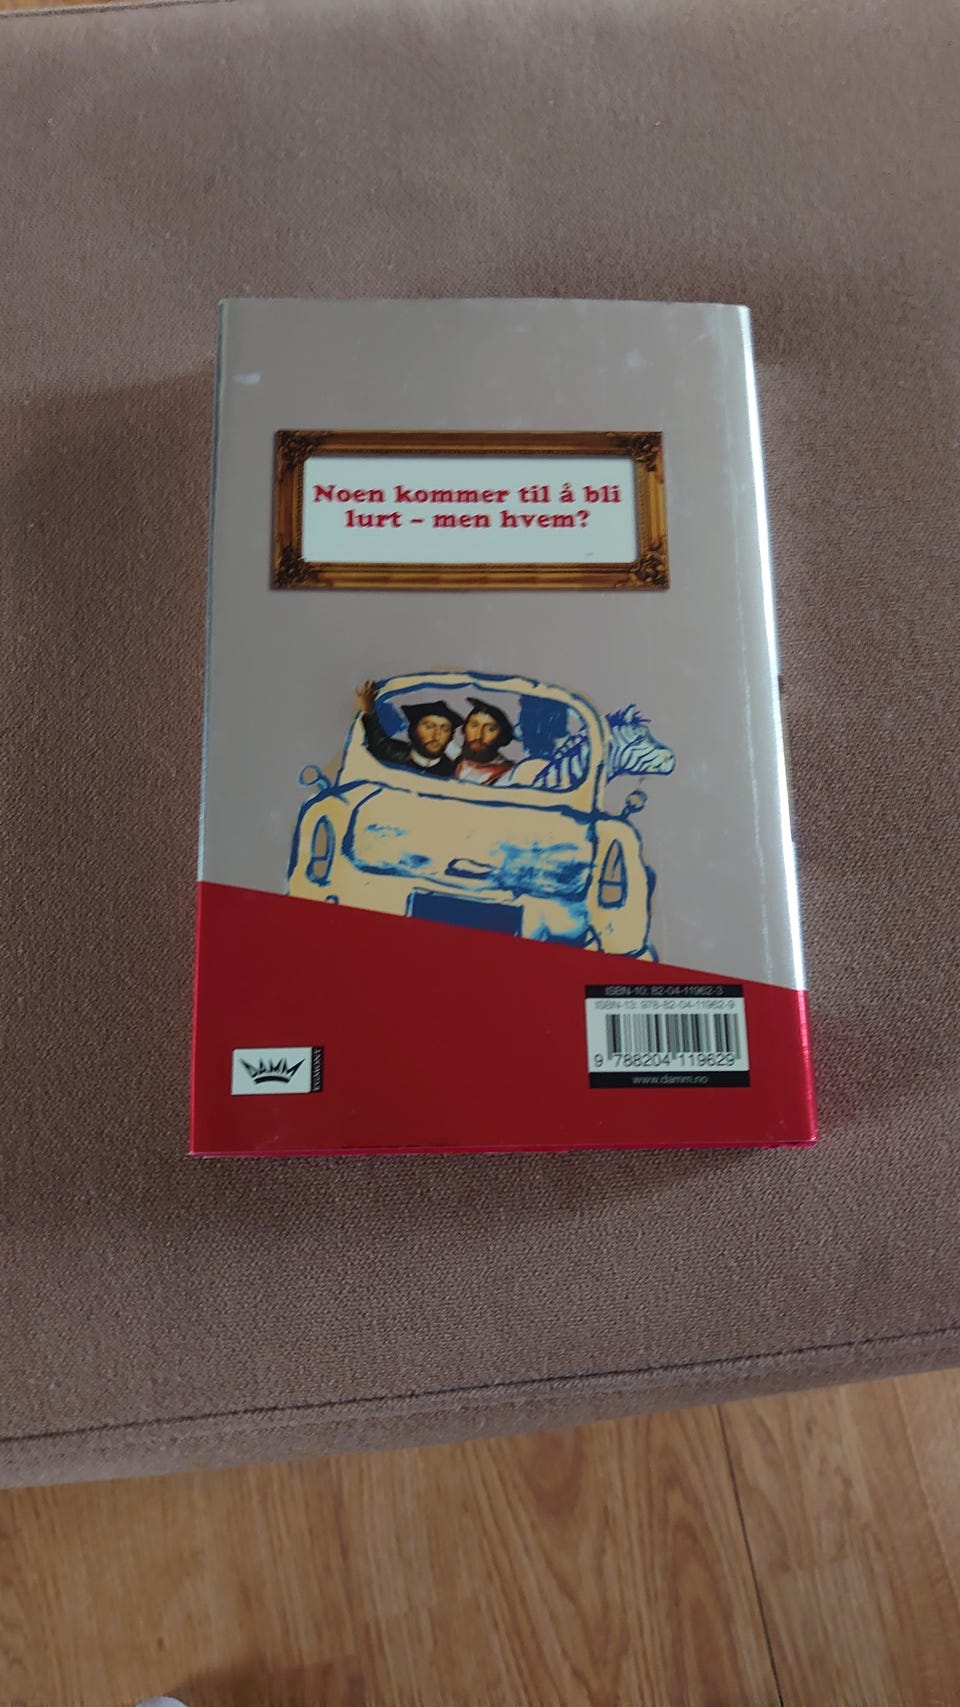 Noen kommer til å bli
lurt – men hvem?
ISBN-10: 82-04-11962-3
ISBN-13: 978-82-04-11962-9
9 788204 119629
www.damm.no
DAMM
EGMONT